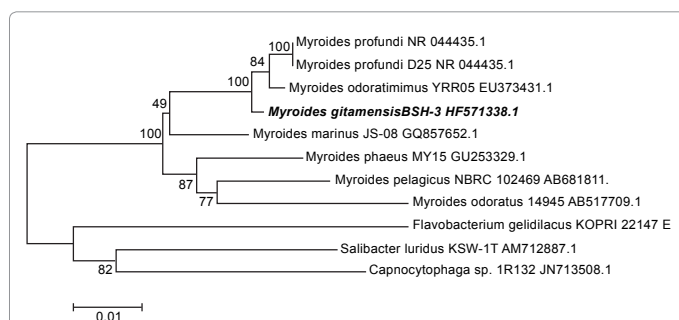 100
Myroides profundi NR 044435.1
84
Myroides profundi D25 NR 044435.1
100
Myroides odoratimimus YRR05 EU373431.1
49
Myroides gitamensisBSH-3 HF571338.1
100
Myroides marinus JS-08 GQ857652.1
Myroides phaeus MY15 GU253329.1
87
Myroides pelagicus NBRC 102469 AB681811.
77
Myroides odoratus 14945 AB517709.1
Flavobacterium gelidilacus KOPRI 22147 E
Salibacter luridus KSW-1T AM712887.1
82
Capnocytophaga sp. 1R132 JN713508.1
0.01